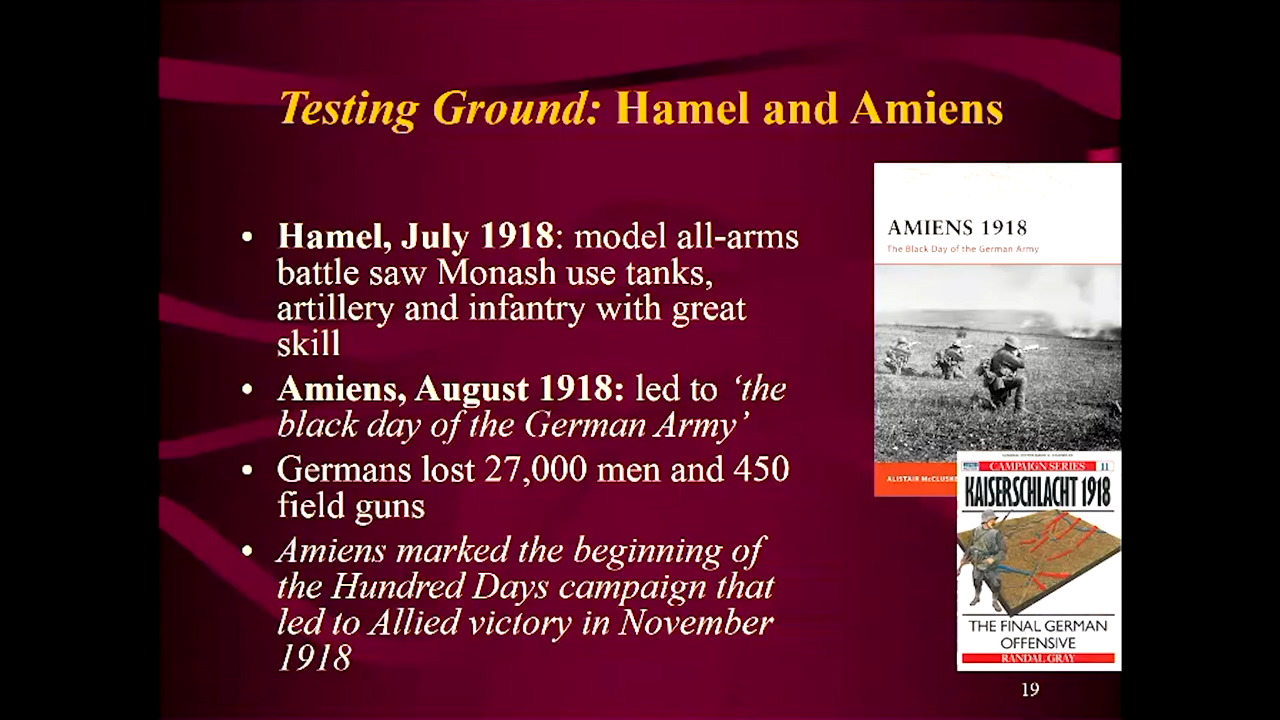 Testing Ground: Hamel and Amiens
• Hamel, July 1918: model all-arms
battle saw Monash use tanks,
artillery and infantry with great
skill
• Amiens, August 1918: led to ‘the
black day of the German Army’
• Germans lost 27,000 men and 450
field guns
• Amiens marked the beginning of
the Hundred Days campaign that
led to Allied victory in November
1918
AMIENS 1918
The Black Day of the German Army
ALISTAIR
CAMPAIGN SERIES 11
KAISERSCHLACHT 1918
THE FINAL GERMAN
OFFENSIVE
RANDAL GRAY
19